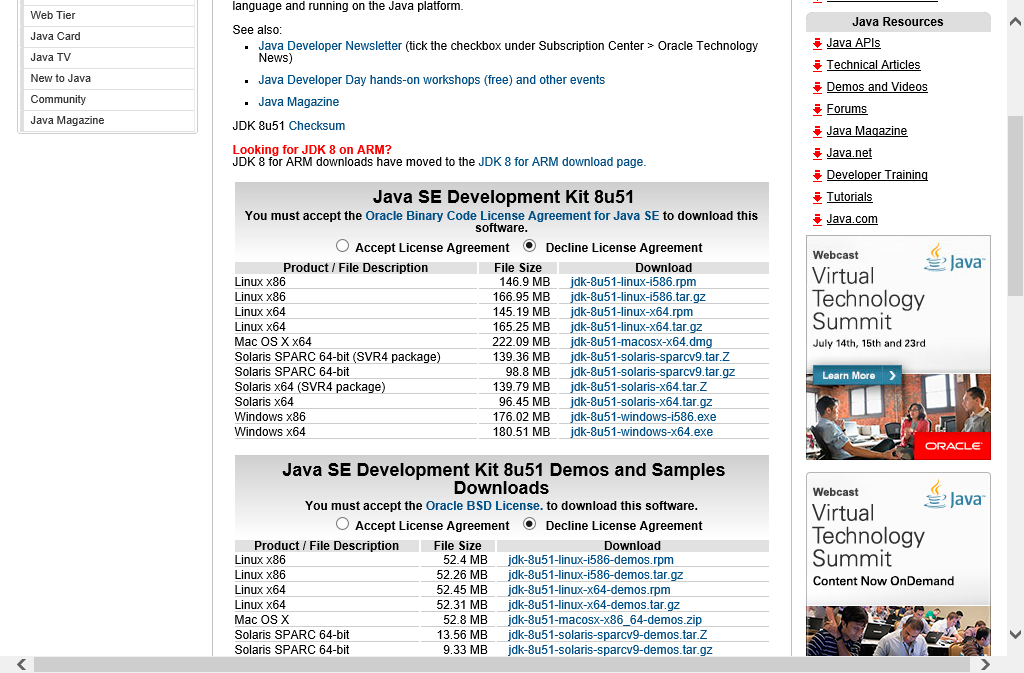 Web Tier
Java Card
Java TV
New to Java
Community
Java Magazine
language and running on the Java platform.
See also:
Java Developer Newsletter (tick the checkbox under Subscription Center > Oracle Technology
News)
Java Developer Day hands-on workshops (free) and other events
Java Magazine
JDK 8u51 Checksum
Looking for JDK 8 on ARM?
JDK 8 for ARM downloads have moved to the JDK 8 for ARM download page.
Java SE Development Kit 8u51
You must accept the Oracle Binary Code License Agreement for Java SE to download this
software.
Accept License Agreement Decline License Agreement
Product / File Description File Size Download
Linux x86 146.9 MB jdk-8u51-linux-i586.rpm
Linux x86 166.95 MB jdk-8u51-linux-i586.tar.gz
Linux x64 145.19 MB jdk-8u51-linux-x64.rpm
Linux x64 165.25 MB jdk-8u51-linux-x64.tar.gz
Mac OS X x64 222.09 MB jdk-8u51-macosx-x64.dmg
Solaris SPARC 64-bit (SVR4 package) 139.36 MB jdk-8u51-solaris-sparcv9.tar.Z
Solaris SPARC 64-bit 98.8 MB jdk-8u51-solaris-sparcv9.tar.gz
Solaris x64 (SVR4 package) 139.79 MB jdk-8u51-solaris-x64.tar.Z
Solaris x64 96.45 MB jdk-8u51-solaris-x64.tar.gz
Windows x86 176.02 MB jdk-8u51-windows-i586.exe
Windows x64 180.51 MB jdk-8u51-windows-x64.exe
Java SE Development Kit 8u51 Demos and Samples
Downloads
You must accept the Oracle BSD License. to download this software.
Accept License Agreement Decline License Agreement
Product / File Description File Size Download
Linux x86 52.4 MB jdk-8u51-linux-i586-demos.rpm
Linux x86 52.26 MB jdk-8u51-linux-i586-demos.tar.gz
Linux x64 52.45 MB jdk-8u51-linux-x64-demos.rpm
Linux x64 52.31 MB jdk-8u51-linux-x64-demos.tar.gz
Mac OS X 52.8 MB jdk-8u51-macosx-x86_64-demos.zip
Solaris SPARC 64-bit 13.56 MB jdk-8u51-solaris-sparcv9-demos.tar.Z
Solaris SPARC 64-bit 9.33 MB jdk-8u51-solaris-sparcv9-demos.tar.gz
Java Resources
Java APIs
Technical Articles
Demos and Videos
Forums
Java Magazine
Java.net
Developer Training
Tutorials
Java.com
Webcast
Java
Virtual
Technology
Summit
July 14th, 15th and 23rd
Learn More
ORACLE
Webcast
Java
Virtual
Technology
Summit
Content Now OnDemand